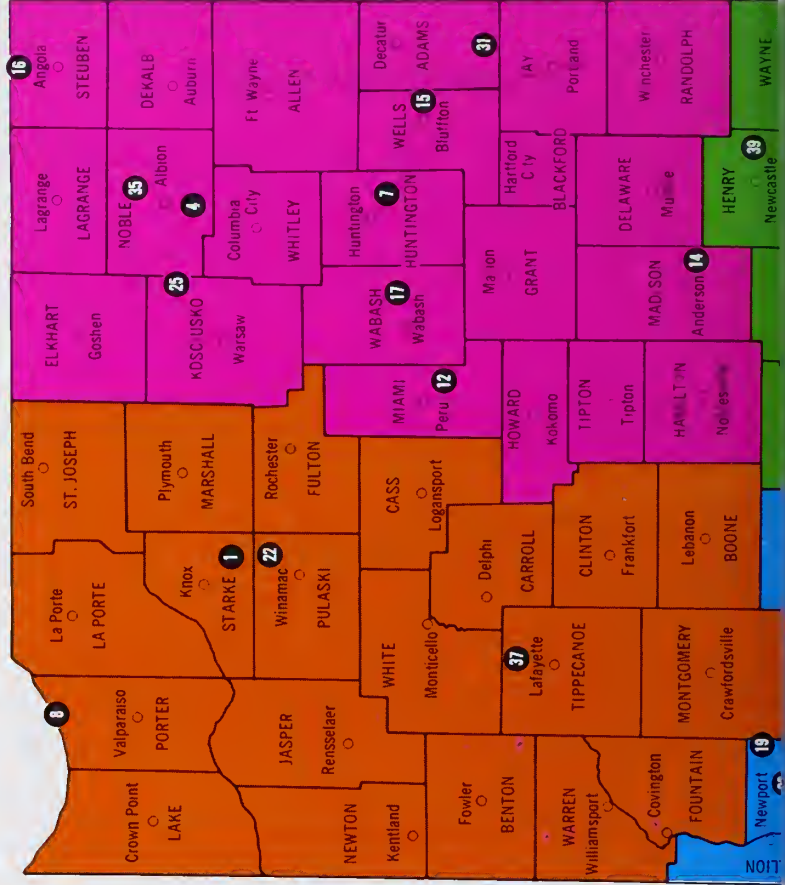 South Bend
ST. JOSEPH
ELKHART
Goshen
Lagrange
LAGRANGE
16
Angola
STEUBEN
La Porte
LA PORTE
Plymouth
MARSHALL
25
KOSCIUSKO
Warsaw
NOBLE
35
Albion
4
DEKALB
Auburn
8
Valparaiso
PORTER
Crown Point
LAKE
Knox
STARKE
1
22
Winamac
PULASKI
Rochester
FULTON
Columbia
City
WHITLEY
Ft Wayne
ALLEN
JASPER
Rensselaer
NEWTON
Kentland
WHITE
Monticello
CASS
Logansport
MIAMI
Peru
12
WABASH
17
Wabash
Huntington
7
HUNTINGTON
WELLS
15
Bluffton
Decatur
ADAMS
31
Fowler
BENTON
Delphi
CARROLL
HOWARD
Kokomo
Marion
GRANT
Hartford
City
BLACKFORD
JAY
Portland
37
Lafayette
TIPPECANOE
CLINTON
Frankfort
TIPTON
Tipton
MADISON
Anderson
14
DELAWARE
Muncie
Winchester
RANDOLPH
WARREN
Williamsport
Covington
FOUNTAIN
MONTGOMERY
Crawfordsville
Lebanon
BOONE
HAMILTON
Noblesville
HENRY
39
Newcastle
WAYNE
Newport
19
LLION